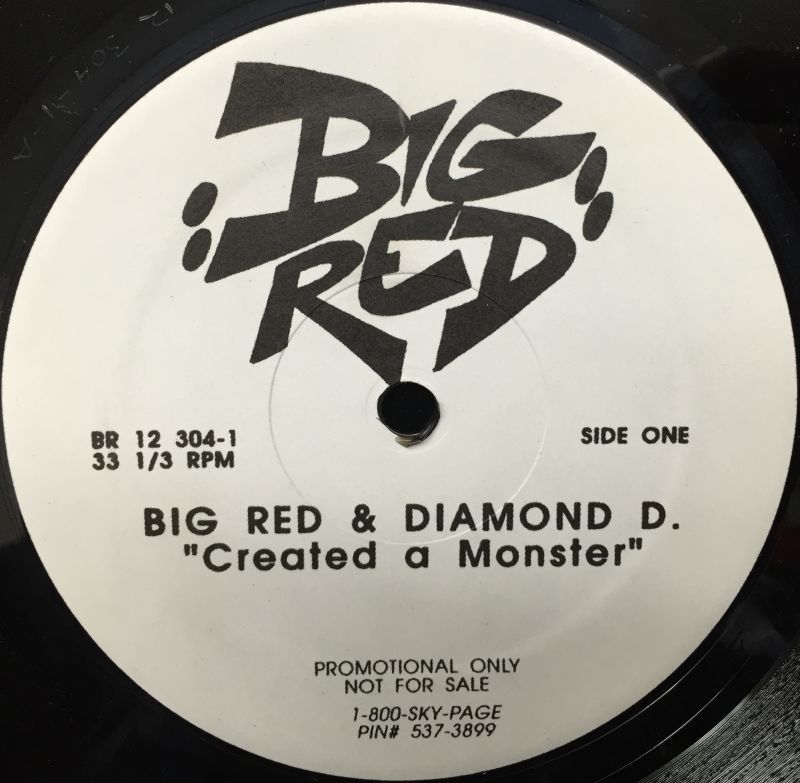 BIG
RED
BR 12 304-1
33 1/3 RPM
SIDE ONE
BIG RED & DIAMOND D.
"Created a Monster"
PROMOTIONAL ONLY
NOT FOR SALE
1-800-SKY-PAGE
PIN# 537-3899